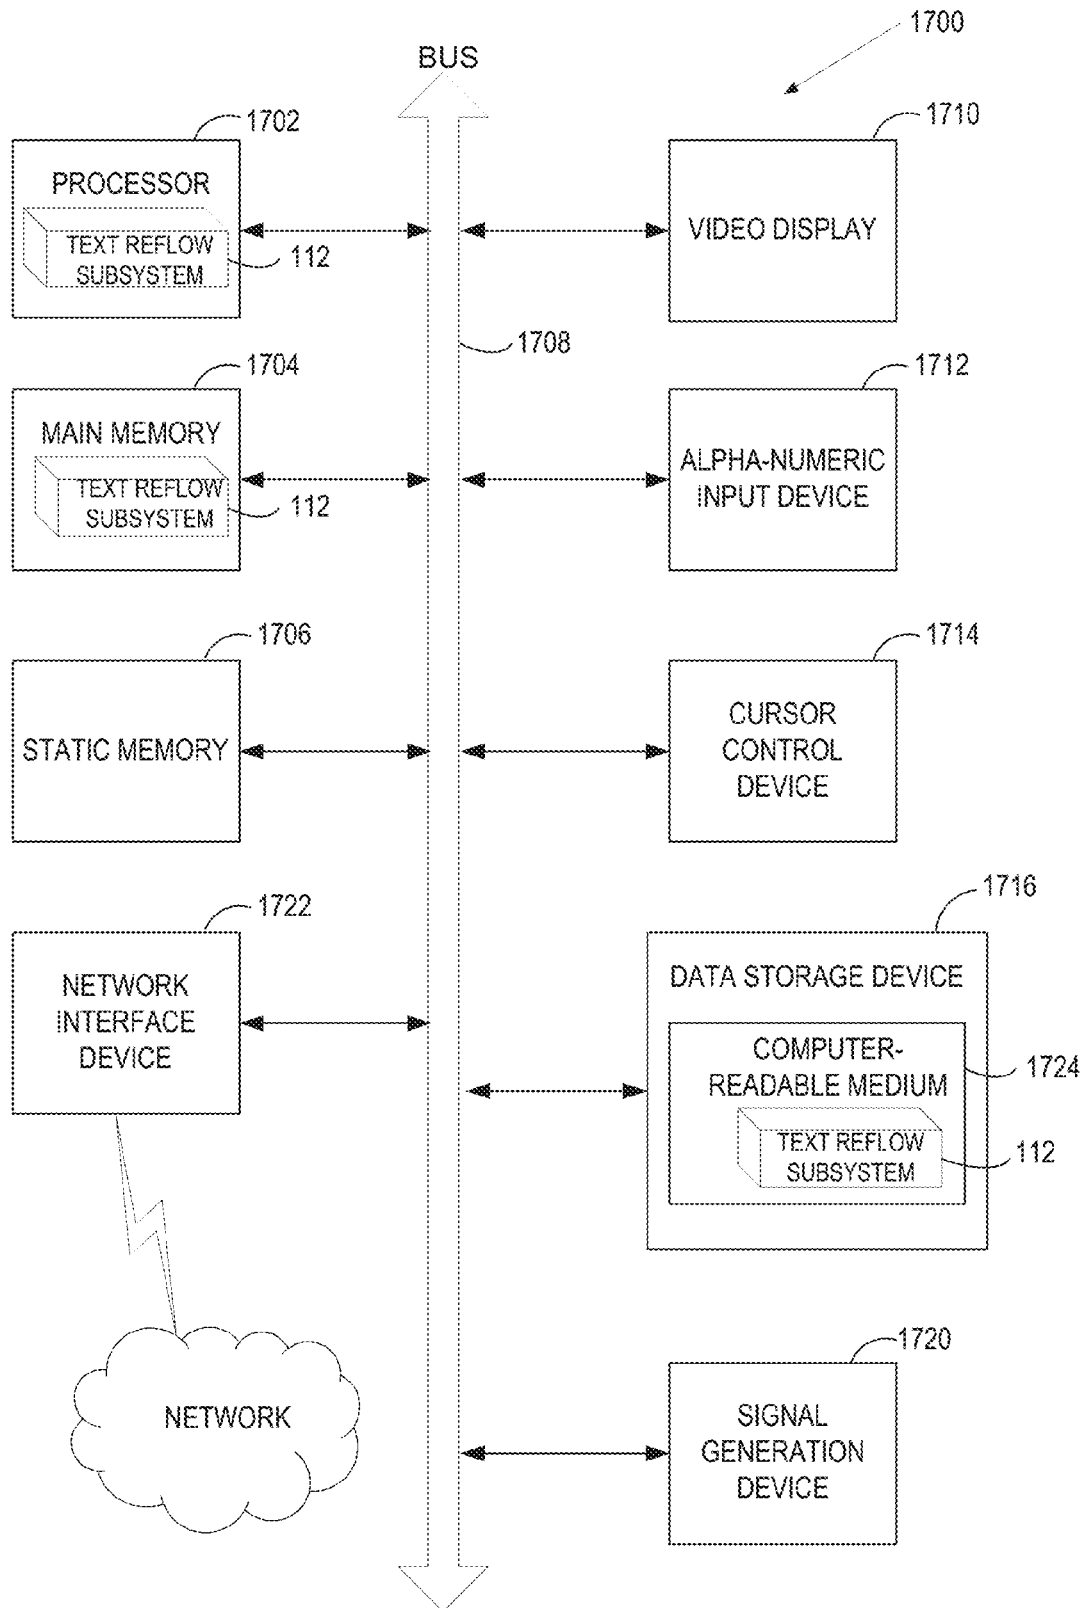 1700
BUS
1702
PROCESSOR
TEXT REFLOW
SUBSYSTEM
112
1710
VIDEO DISPLAY
1708
1704
MAIN MEMORY
TEXT REFLOW
SUBSYSTEM
112
1712
ALPHA-NUMERIC
INPUT DEVICE
1706
STATIC MEMORY
1714
CURSOR
CONTROL
DEVICE
1722
NETWORK
INTERFACE
DEVICE
1716
DATA STORAGE DEVICE
COMPUTER-
READABLE MEDIUM
1724
TEXT REFLOW
SUBSYSTEM
112
NETWORK
1720
SIGNAL
GENERATION
DEVICE